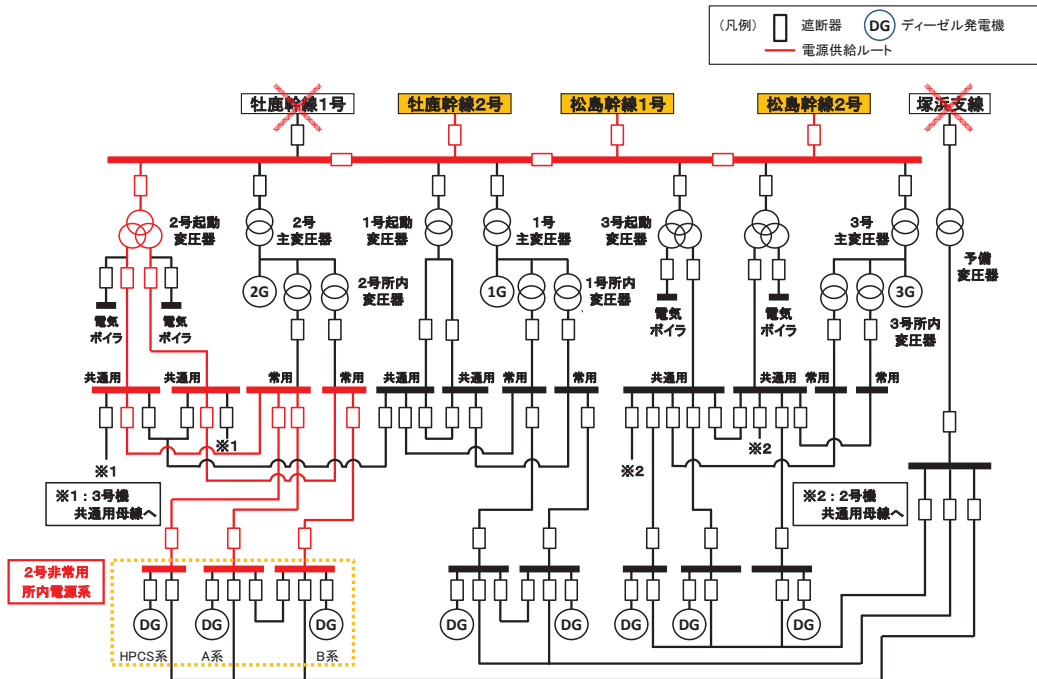 (凡例)
遮断器
DG
ディーゼル発電機
電源供給ルート
牡鹿幹線1号
牡鹿幹線2号
松島幹線1号
松島幹線2号
塚浜支線
2号起動
変圧器
2号
主変圧器
1号起動
変圧器
1号
主変圧器
3号起動
変圧器
3号
主変圧器
予備
変圧器
2G
2号所内
変圧器
1G
1号所内
変圧器
3G
3号所内
変圧器
電気
ボイラ
電気
ボイラ
電気
ボイラ
電気
ボイラ
共通用
共通用
常用
常用
共通用
共通用
常用
常用
共通用
共通用
常用
常用
※1
※1
※2
※2
※1:3号機
共通用母線へ
※2:2号機
共通用母線へ
2号非常用
所内電源系
DG
DG
DG
DG
DG
DG
DG
DG
HPCS系
A系
B系